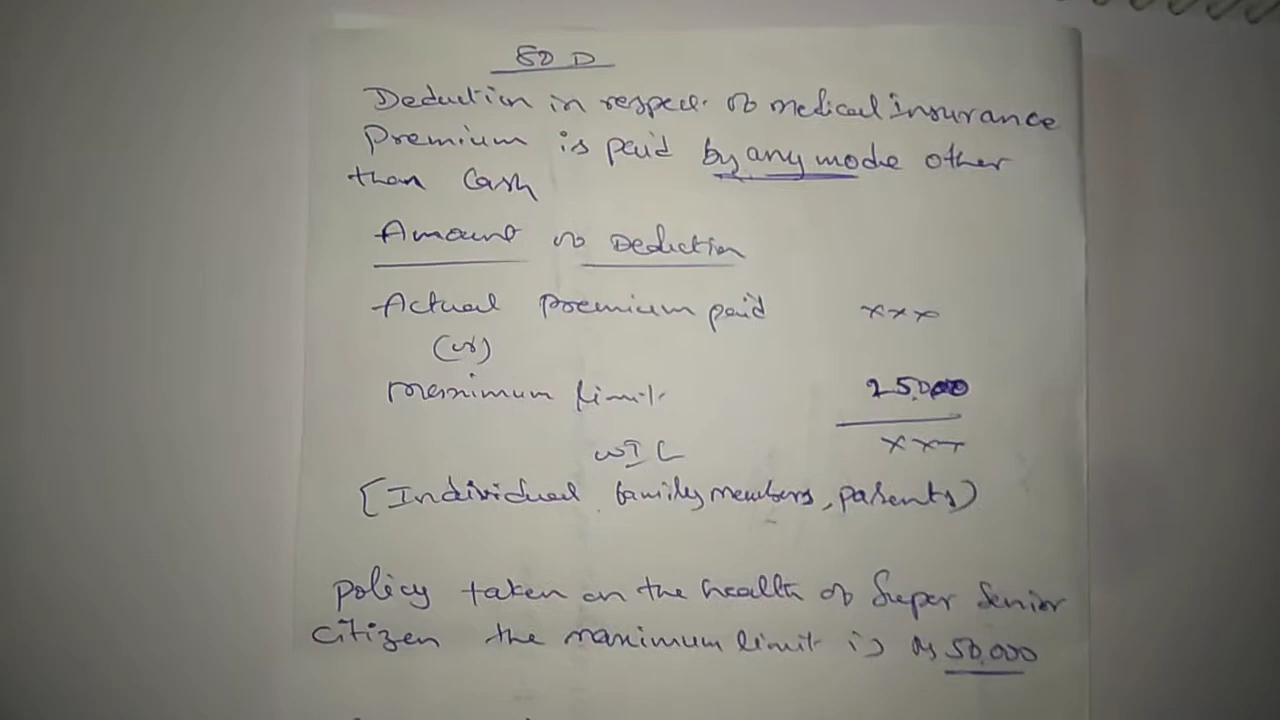 80 D
Deduction in respect of medical insurance
Premium is paid by any mode other
than Cash
Amount of Deduction
Actual Premium paid xxx
(or)
Maximum limit 25,000
WIL xxx
[Individual family members, parents)
Policy taken on the health of Super Senior
Citizen the maximum limit is Rs 50,000